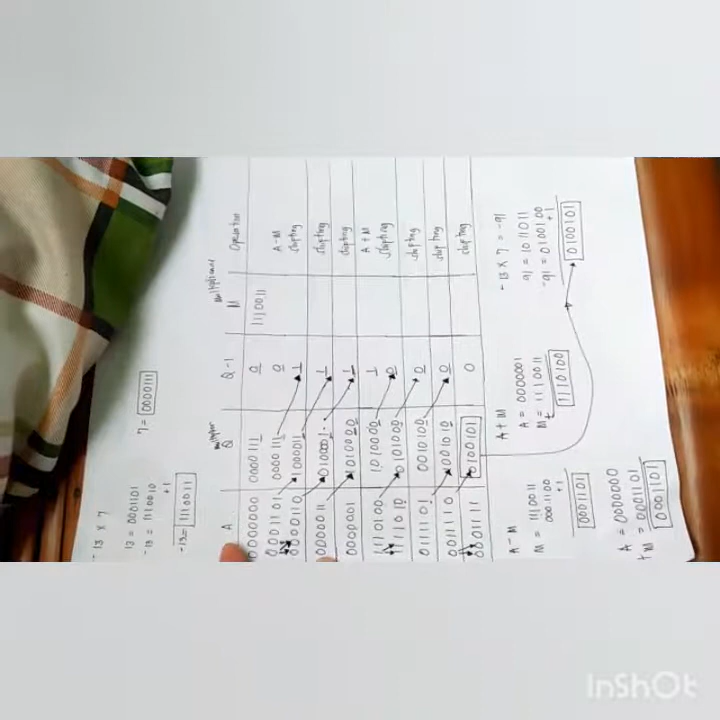 - 13 x 7
13 = 0001101 7 = 0000111
-13 = 1110010
+1
-13 = 1110011
multiplier multiplicand
A Q Q-1 M Operation
0000000 0000111 0 1110011
0001101 0000111 0 A-M
0000110 1000011 1 shifting
0000011 0100001 1 shifting
0000001 1010000 1 shifting
1110100 1010000 1 A+M
1111010 0101000 0 shifting
0111101 0010100 0 shifting
0011110 1001010 0 shifting
0001111 0100101 0 shifting
A-M
M = 1110011
0001100
+1
0001101
A = 0000000
+M = 0001101
0001101
A+M
A = 0000001
M = 1110011
+
1110100
-13 x 7 = -91
91 = 1011011
-91 = 0100100
+1
0100101
InShOt